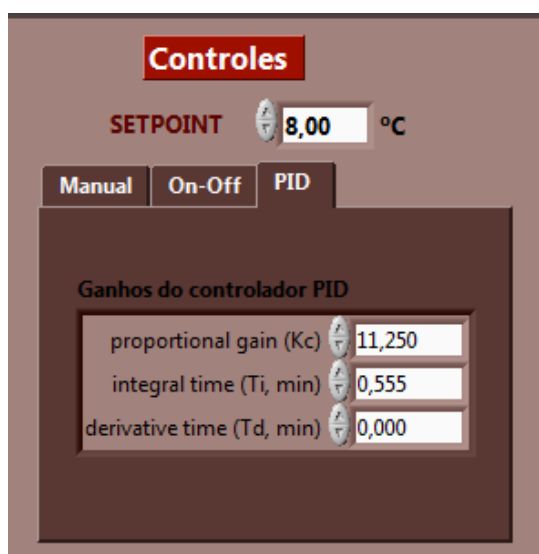 Controles
SETPOINT 8,00 ºC
Manual On-Off PID
Ganhos do controlador PID
proportional gain (Kc) 11,250
integral time (Ti, min) 0,555
derivative time (Td, min) 0,000